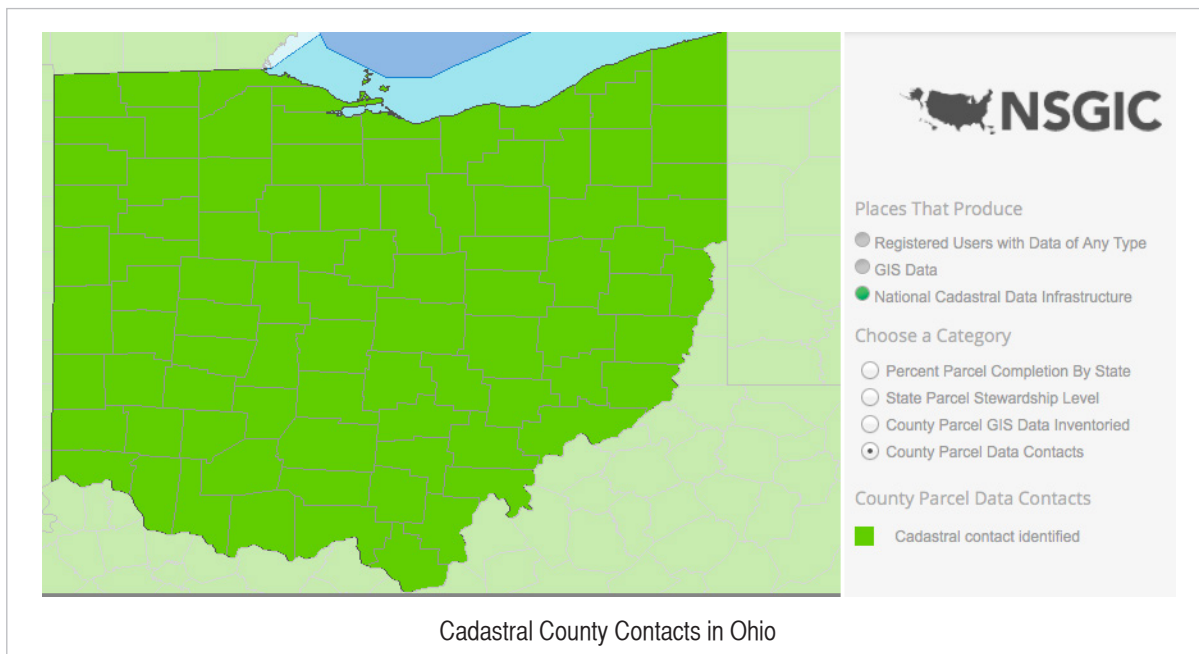 NSGIC
Places That Produce
Registered Users with Data of Any Type
GIS Data
National Cadastral Data Infrastructure
Choose a Category
Percent Parcel Completion By State
State Parcel Stewardship Level
County Parcel GIS Data Inventoried
County Parcel Data Contacts
County Parcel Data Contacts
Cadastral contact identified
Cadastral County Contacts in Ohio